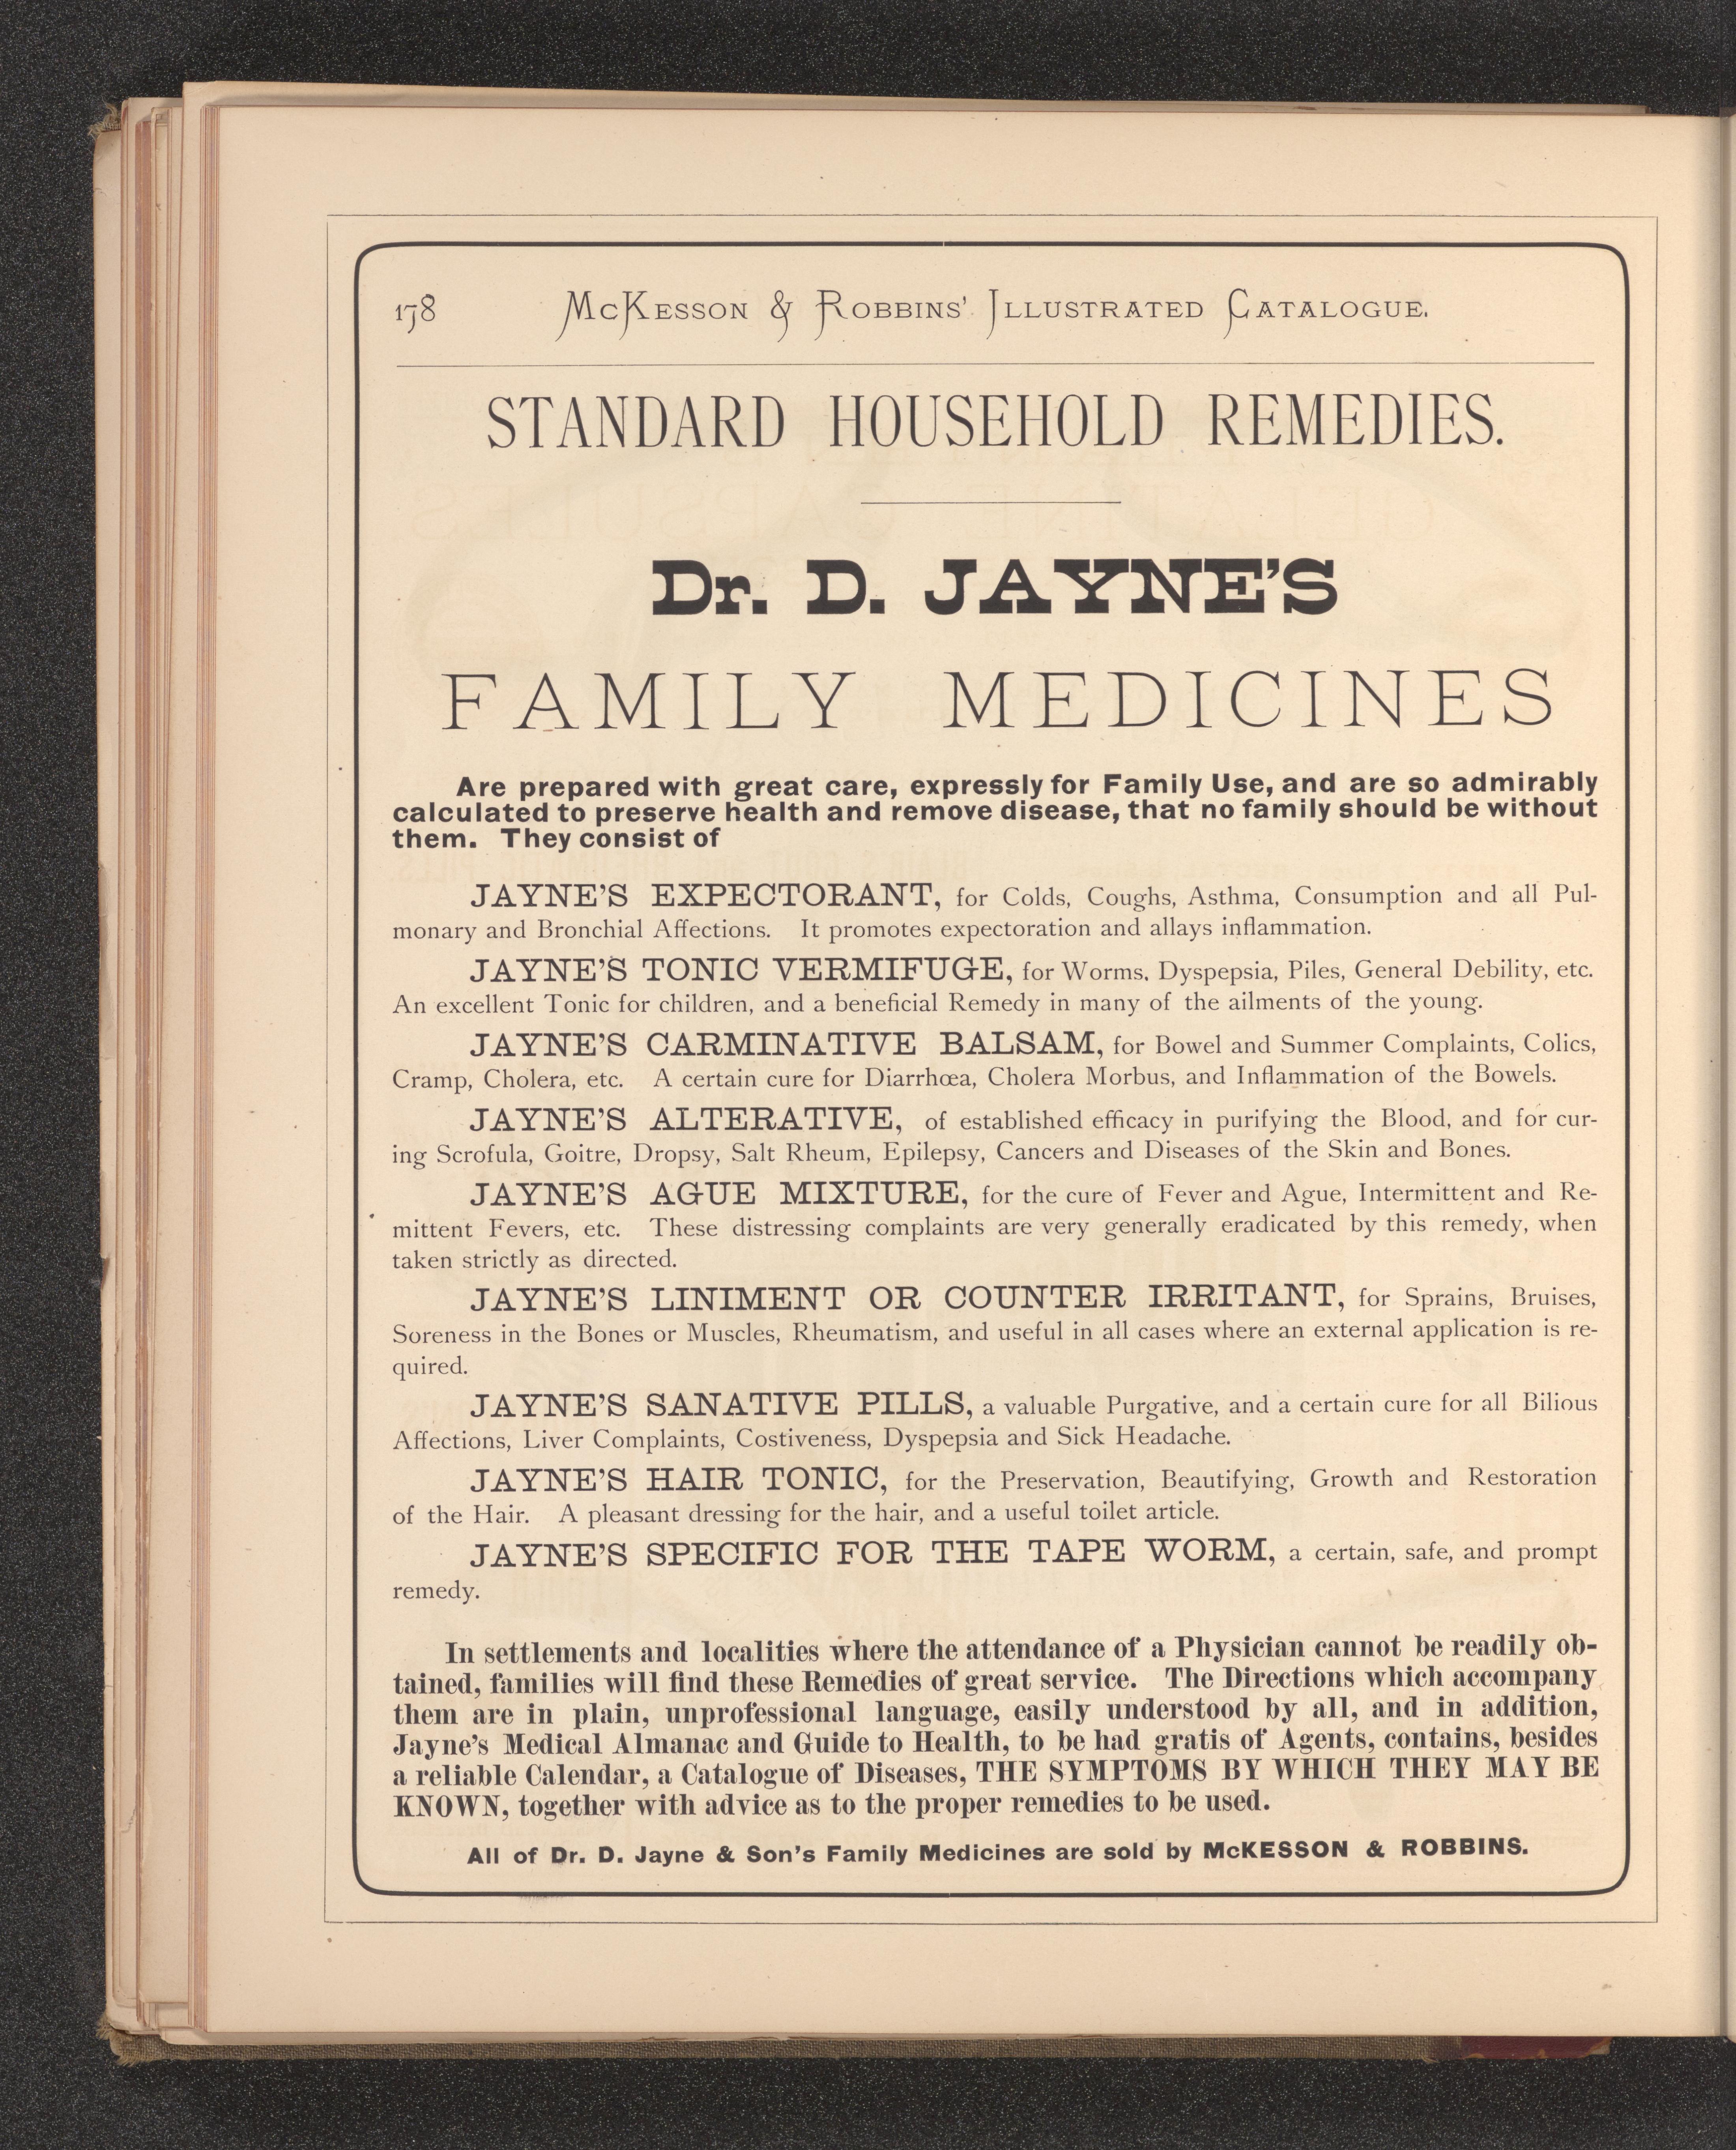 178 McKesson & Robbins' Illustrated Catalogue.
STANDARD HOUSEHOLD REMEDIES.
Dr. D. JAYNE'S
FAMILY MEDICINES
Are prepared with great care, expressly for Family Use, and are so admirably
calculated to preserve health and remove disease, that no family should be without
them. They consist of
JAYNE'S EXPECTORANT, for Colds, Coughs, Asthma, Consumption and all Pul-
monary and Bronchial Affections. It promotes expectoration and allays inflammation.
JAYNE'S TONIC VERMIFUGE, for Worms, Dyspepsia, Piles, General Debility, etc.
An excellent Tonic for children, and a beneficial Remedy in many of the ailments of the young.
JAYNE'S CARMINATIVE BALSAM, for Bowel and Summer Complaints, Colics,
Cramp, Cholera, etc. A certain cure for Diarrhœa, Cholera Morbus, and Inflammation of the Bowels.
JAYNE'S ALTERATIVE, of established efficacy in purifying the Blood, and for cur-
ing Scrofula, Goitre, Dropsy, Salt Rheum, Epilepsy, Cancers and Diseases of the Skin and Bones.
JAYNE'S AGUE MIXTURE, for the cure of Fever and Ague, Intermittent and Re-
mittent Fevers, etc. These distressing complaints are very generally eradicated by this remedy, when
taken strictly as directed.
JAYNE'S LINIMENT OR COUNTER IRRITANT, for Sprains, Bruises,
Soreness in the Bones or Muscles, Rheumatism, and useful in all cases where an external application is re-
quired.
JAYNE'S SANATIVE PILLS, a valuable Purgative, and a certain cure for all Bilious
Affections, Liver Complaints, Costiveness, Dyspepsia and Sick Headache.
JAYNE'S HAIR TONIC, for the Preservation, Beautifying, Growth and Restoration
of the Hair. A pleasant dressing for the hair, and a useful toilet article.
JAYNE'S SPECIFIC FOR THE TAPE WORM, a certain, safe, and prompt
remedy.
In settlements and localities where the attendance of a Physician cannot be readily ob-
tained, families will find these Remedies of great service. The Directions which accompany
them are in plain, unprofessional language, easily understood by all, and in addition,
Jayne's Medical Almanac and Guide to Health, to be had gratis of Agents, contains, besides
a reliable Calendar, a Catalogue of Diseases, THE SYMPTOMS BY WHICH THEY MAY BE
KNOWN, together with advice as to the proper remedies to be used.
All of Dr. D. Jayne & Son's Family Medicines are sold by McKESSON & ROBBINS.